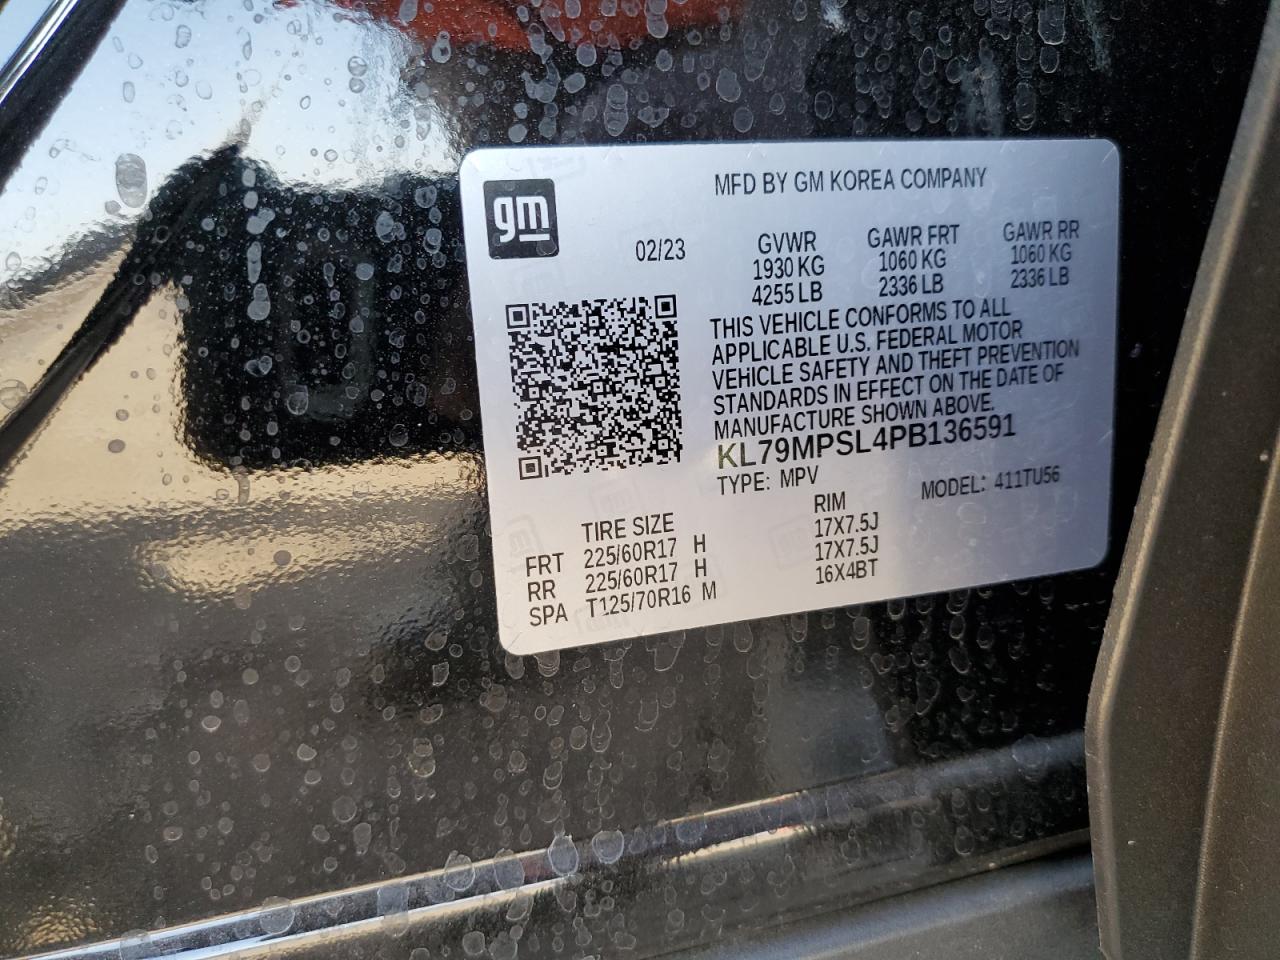 gm
MFD BY GM KOREA COMPANY
02/23
GVWR GAWR FRT GAWR RR
1930 KG 1060 KG 1060 KG
4255 LB 2336 LB 2336 LB
THIS VEHICLE CONFORMS TO ALL
APPLICABLE U.S. FEDERAL MOTOR
VEHICLE SAFETY AND THEFT PREVENTION
STANDARDS IN EFFECT ON THE DATE OF
MANUFACTURE SHOWN ABOVE.
KL79MPSL4PB136591
TYPE: MPV MODEL: 411TU56
TIRE SIZE RIM
FRT 225/60R17 H 17X7.5J
RR 225/60R17 H 17X7.5J
SPA T125/70R16 M 16X4BT